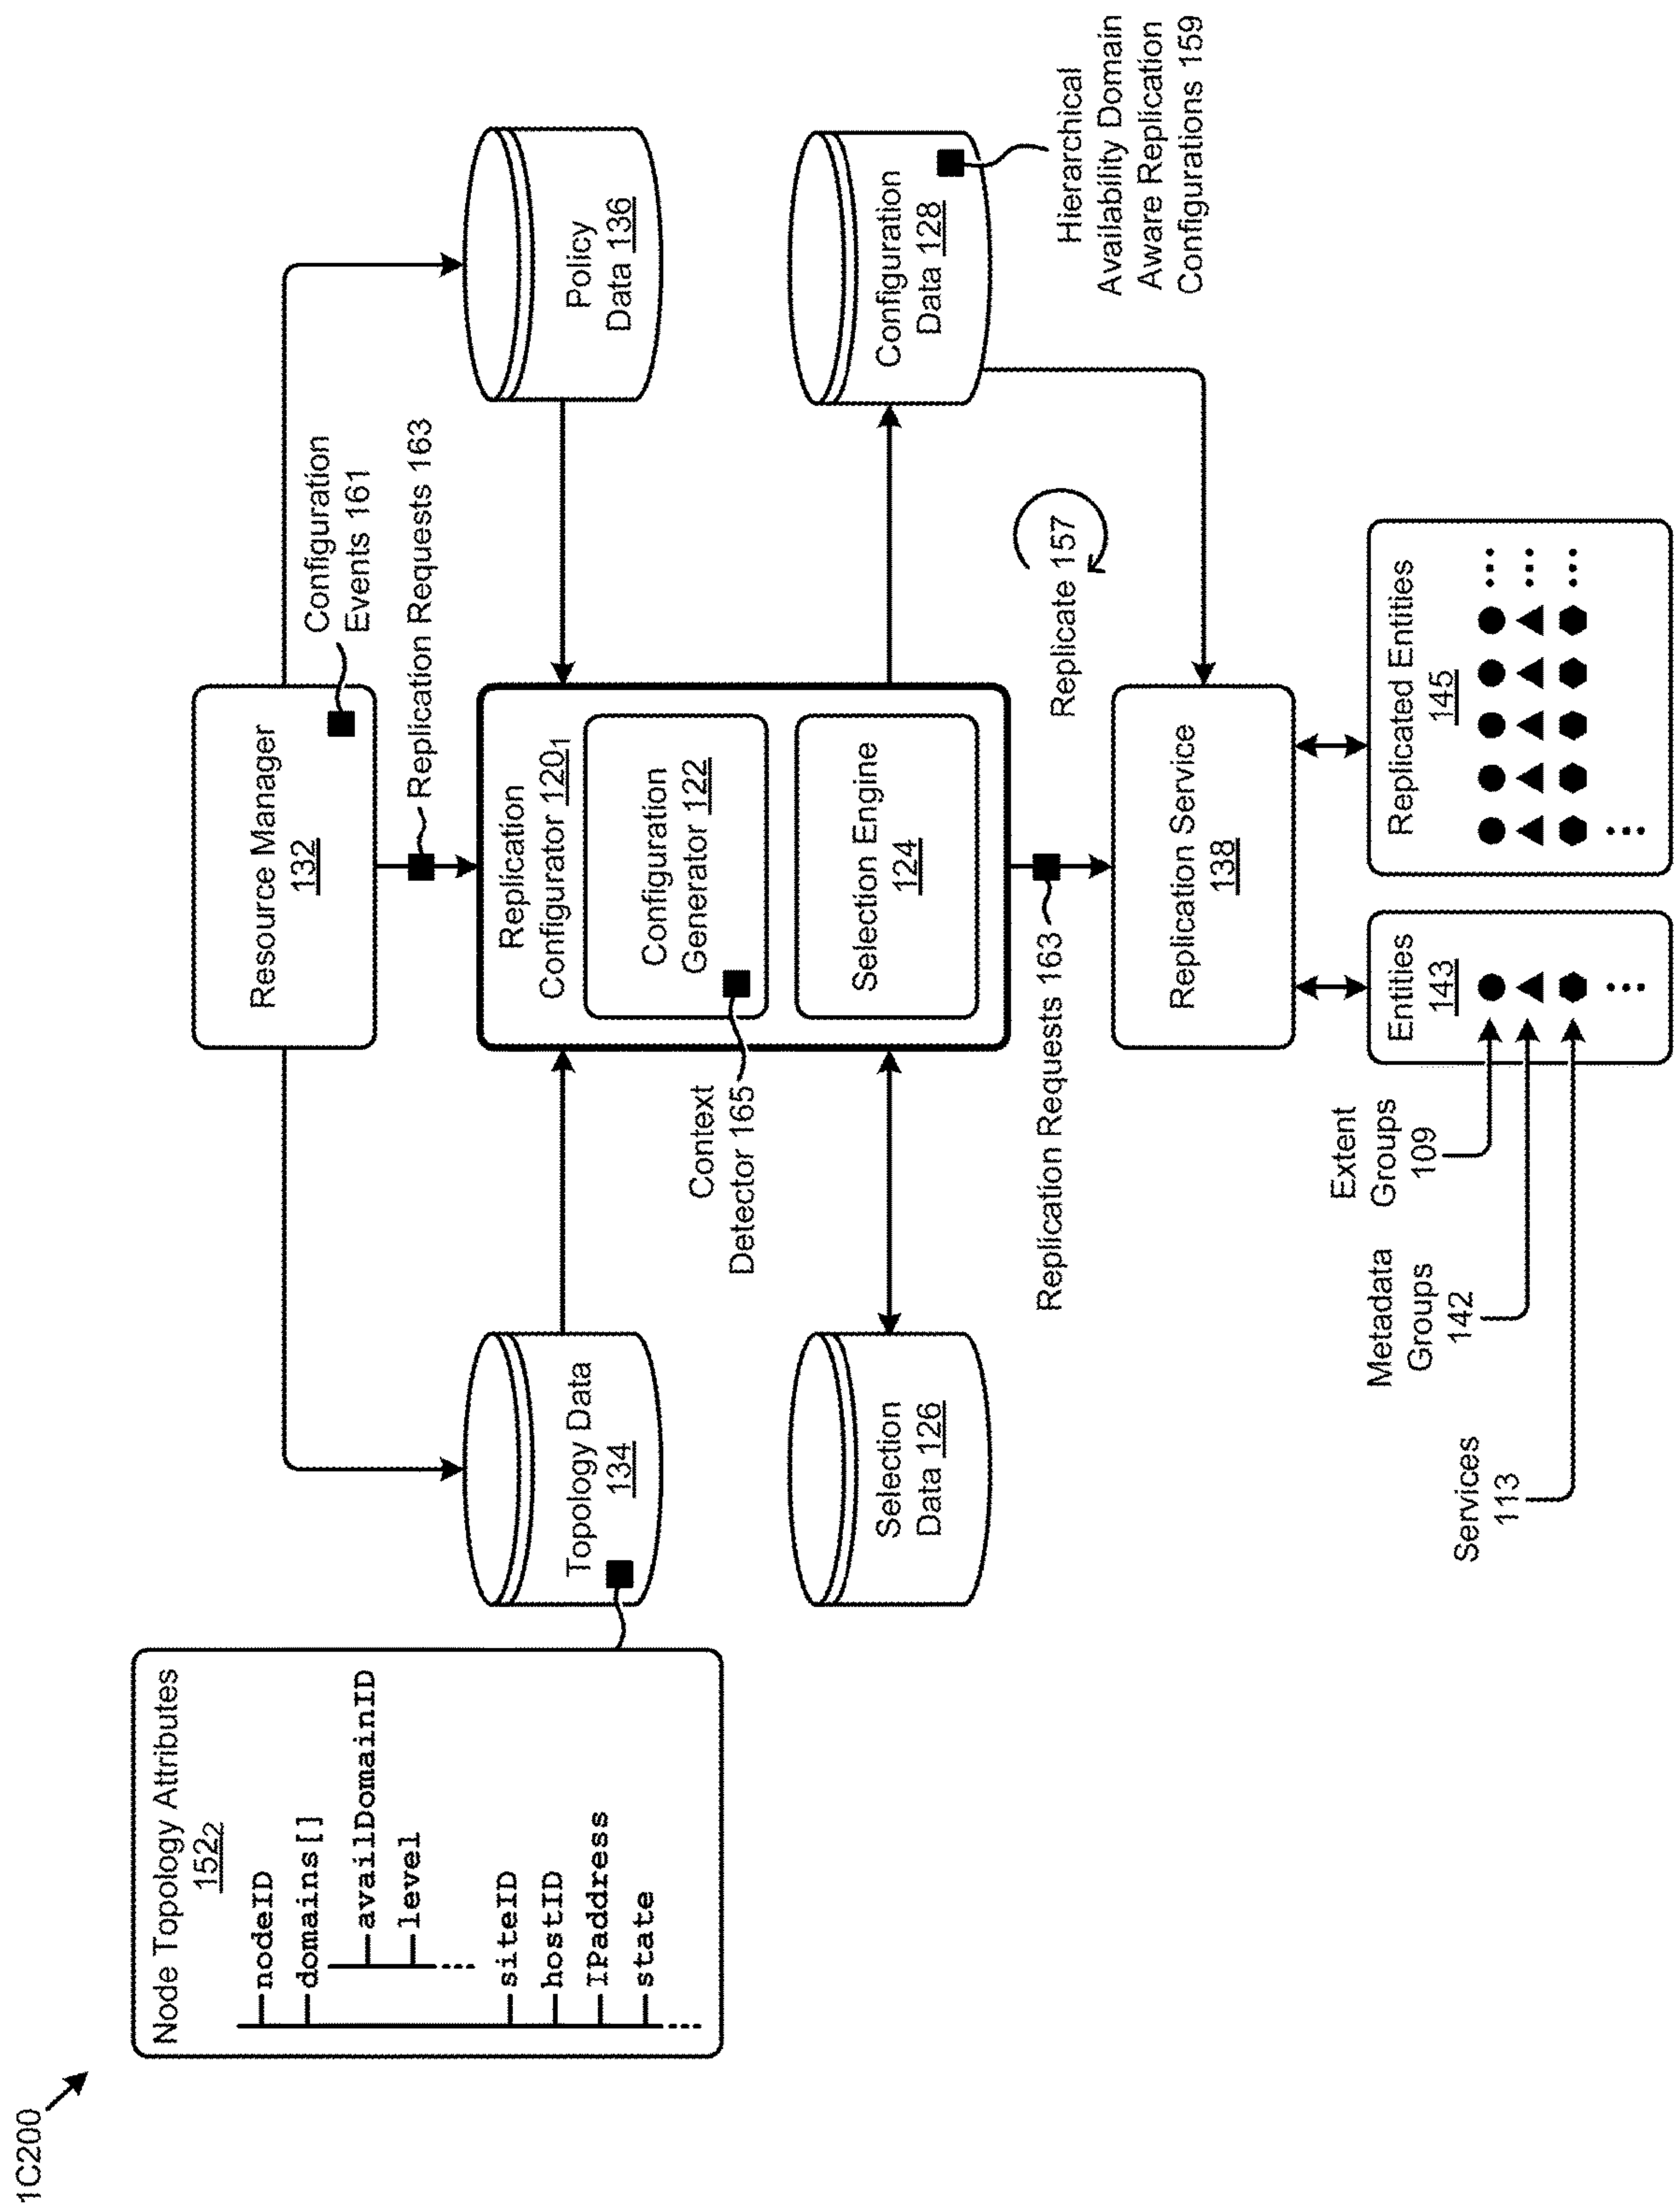 1C200
Node Topology Attributes
152₂
nodeID
domains[]
availDomainID
level
siteID
hostID
IPaddress
state
Resource Manager
132
Configuration
Events 161
Replication Requests 163
Topology Data
134
Replication
Configurator 120₁
Configuration
Generator 122
Selection Engine
124
Policy
Data 136
Context
Detector 165
Selection
Data 126
Configuration
Data 128
Hierarchical
Availability Domain
Aware Replication
Configurations 159
Replication Requests 163
Replicate 157
Replication Service
138
Extent
Groups
109
Metadata
Groups
142
Services
113
Entities
143
Replicated Entities
145